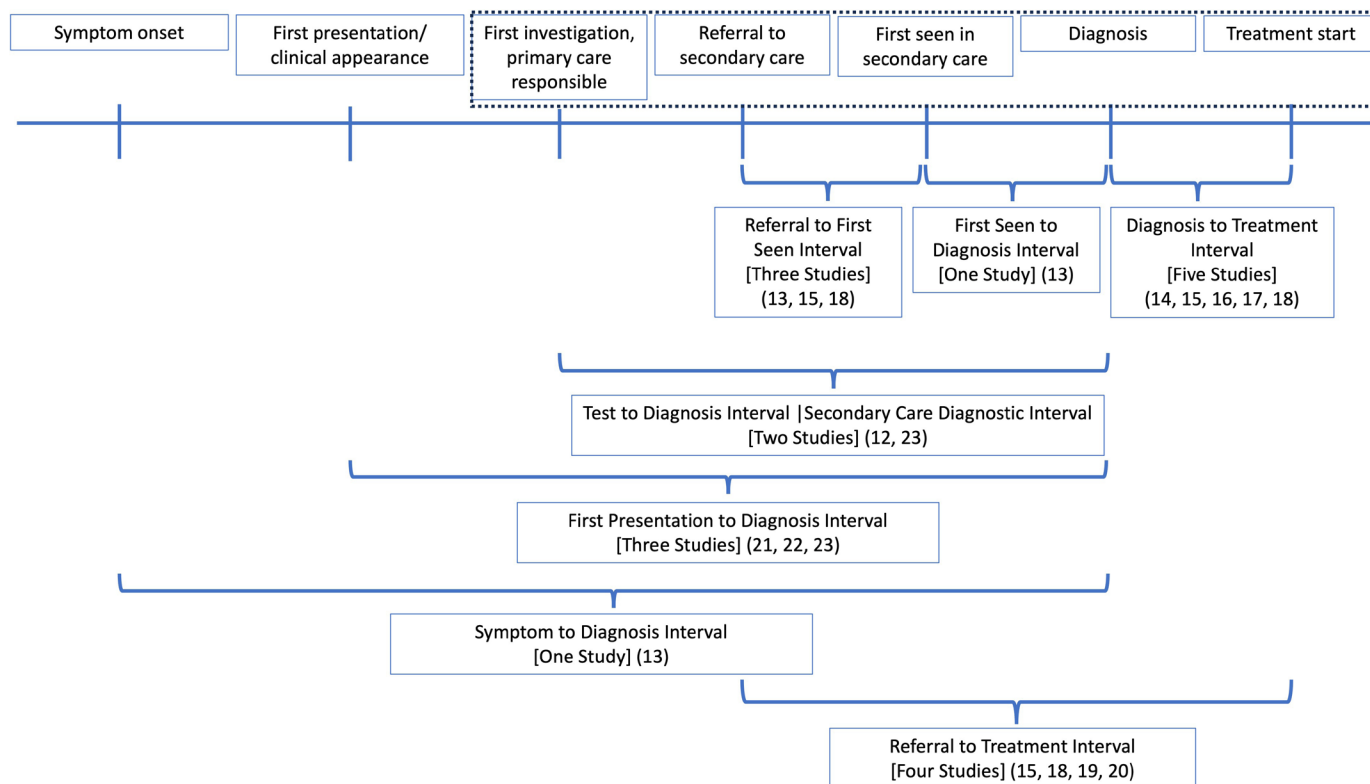 Symptom onset
First presentation/
clinical appearance
First investigation,
primary care
responsible
Referral to
secondary care
First seen in
secondary care
Diagnosis
Treatment start
Referral to First
Seen Interval
[Three Studies]
(13, 15, 18)
First Seen to
Diagnosis Interval
[One Study] (13)
Diagnosis to Treatment
Interval
[Five Studies]
(14, 15, 16, 17, 18)
Test to Diagnosis Interval |Secondary Care Diagnostic Interval
[Two Studies] (12, 23)
First Presentation to Diagnosis Interval
[Three Studies] (21, 22, 23)
Symptom to Diagnosis Interval
[One Study] (13)
Referral to Treatment Interval
[Four Studies] (15, 18, 19, 20)